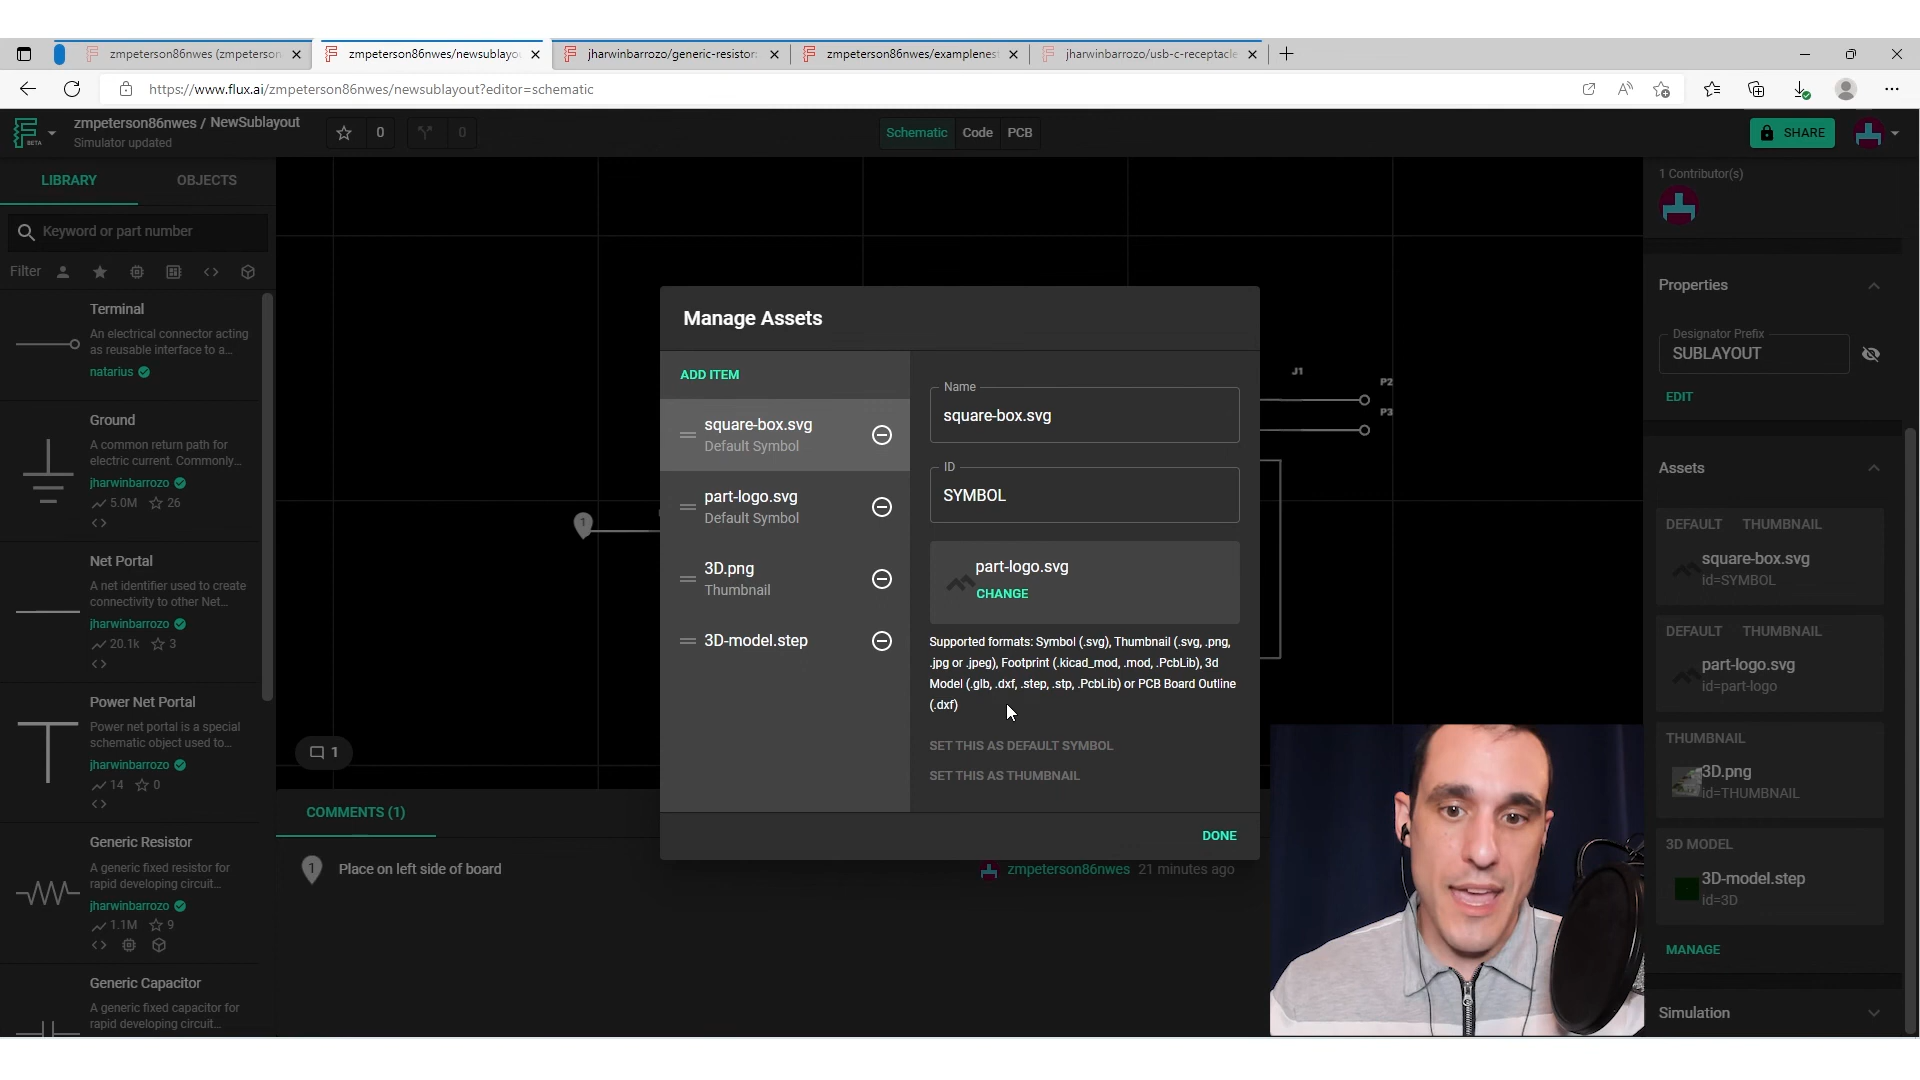 zmpeterson86nwes (zmpeterson
zmpeterson86nwes/newsublayou
jharwinbarrozo/generic-resistor
zmpeterson86nwes/examplenes
jharwinbarrozo/usb-c-receptacle
https://www.flux.ai/zmpeterson86nwes/newsublayout?editor=schematic
BETA
zmpeterson86nwes / NewSublayout
Simulator updated
0
0
Schematic
Code
PCB
SHARE
LIBRARY
OBJECTS
Keyword or part number
Filter
Terminal
An electrical connector acting
as reusable interface to a...
natarius
Ground
A common return path for
electric current. Commonly...
jharwinbarrozo
5.0M
26
Net Portal
A net identifier used to create
connectivity to other Net...
jharwinbarrozo
20.1k
3
Power Net Portal
Power net portal is a special
schematic object used to...
jharwinbarrozo
14
0
Generic Resistor
A generic fixed resistor for
rapid developing circuit...
jharwinbarrozo
1.1M
9
Generic Capacitor
A generic fixed capacitor for
rapid developing circuit...
1
J1
P2
P3
1
COMMENTS (1)
1
Place on left side of board
zmpeterson86nwes
21 minutes ago
Manage Assets
ADD ITEM
square-box.svg
Default Symbol
part-logo.svg
Default Symbol
3D.png
Thumbnail
3D-model.step
Name
square-box.svg
ID
SYMBOL
part-logo.svg
CHANGE
Supported formats: Symbol (.svg), Thumbnail (.svg, .png,
.jpg or .jpeg), Footprint (.kicad_mod, .mod, .PcbLib), 3d
Model (.glb, .dxf, .step, .stp, .PcbLib) or PCB Board Outline
(.dxf)
SET THIS AS DEFAULT SYMBOL
SET THIS AS THUMBNAIL
DONE
1 Contributor(s)
Properties
Designator Prefix
SUBLAYOUT
EDIT
Assets
DEFAULT THUMBNAIL
square-box.svg
id=SYMBOL
DEFAULT THUMBNAIL
part-logo.svg
id=part-logo
THUMBNAIL
3D.png
id=THUMBNAIL
3D MODEL
3D-model.step
id=3D
MANAGE
Simulation